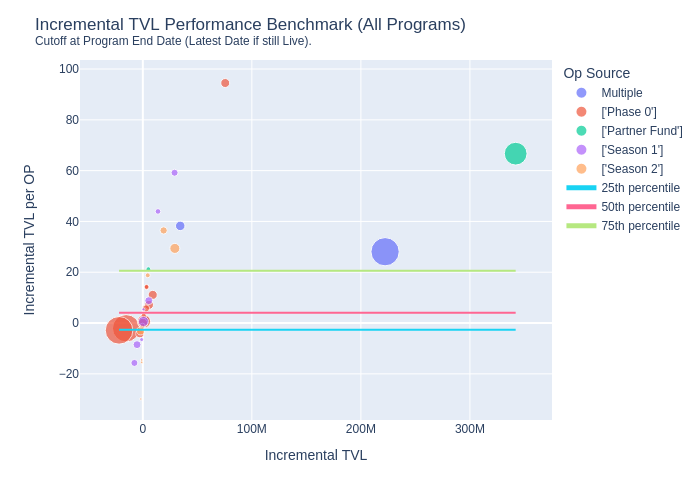 Incremental TVL Performance Benchmark (All Programs)
Cutoff at Program End Date (Latest Date if still Live).
Incremental TVL per OP
100
80
60
40
20
0
−20
0
100M
200M
300M
Incremental TVL
Op Source
Multiple
['Phase 0']
['Partner Fund']
['Season 1']
['Season 2']
25th percentile
50th percentile
75th percentile